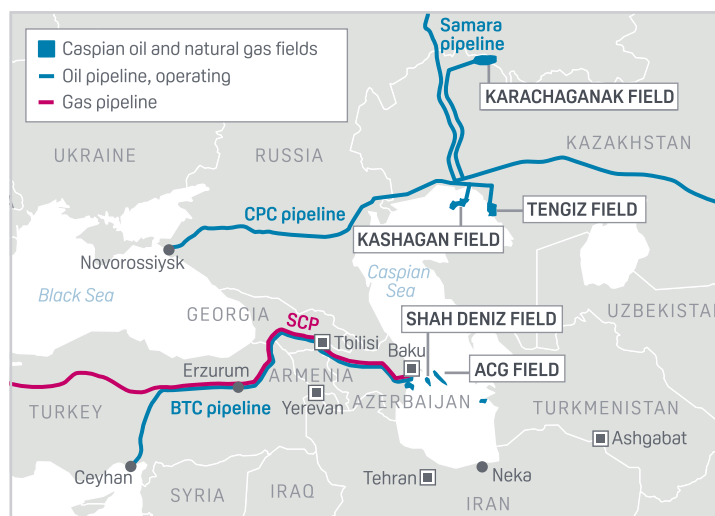 Caspian oil and natural gas fields
Oil pipeline, operating
Gas pipeline
Samara
pipeline
KARACHAGANAK FIELD
UKRAINE
RUSSIA
KAZAKHSTAN
CPC pipeline
TENGIZ FIELD
KASHAGAN FIELD
Novorossiysk
Caspian
Sea
Black Sea
GEORGIA
SCP
SHAH DENIZ FIELD
UZBEKISTAN
Tbilisi
Baku
Erzurum
ARMENIA
ACG FIELD
TURKEY
BTC pipeline
Yerevan
AZERBAIJAN
TURKMENISTAN
Ashgabat
Ceyhan
Tehran
Neka
SYRIA
IRAQ
IRAN